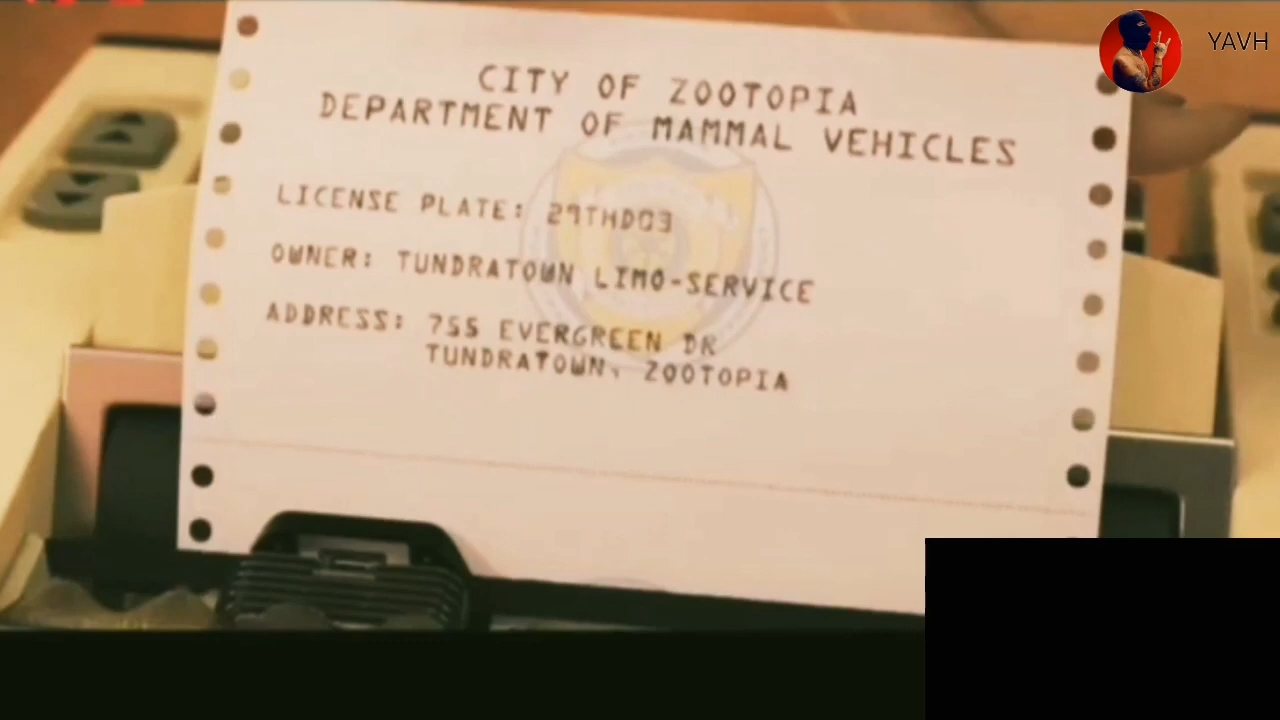 YAVH
CITY OF ZOOTOPIA
DEPARTMENT OF MAMMAL VEHICLES
LICENSE PLATE: 29THD03
OWNER: TUNDRATOWN LIMO-SERVICE
ADDRESS: 755 EVERGREEN DR
TUNDRATOWN, ZOOTOPIA